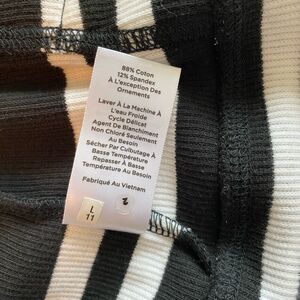 88% Coton
12% Spandex
À L'exception Des
Ornements
Laver À La Machine À
L'eau Froide
Cycle Délicat
Agent De Blanchiment
Non Chloré Seulement
Au Besoin
Sécher Par Culbutage À
Basse Température
Repasser À Basse
Température Au Besoin
Fabriqué Au Vietnam
L
11